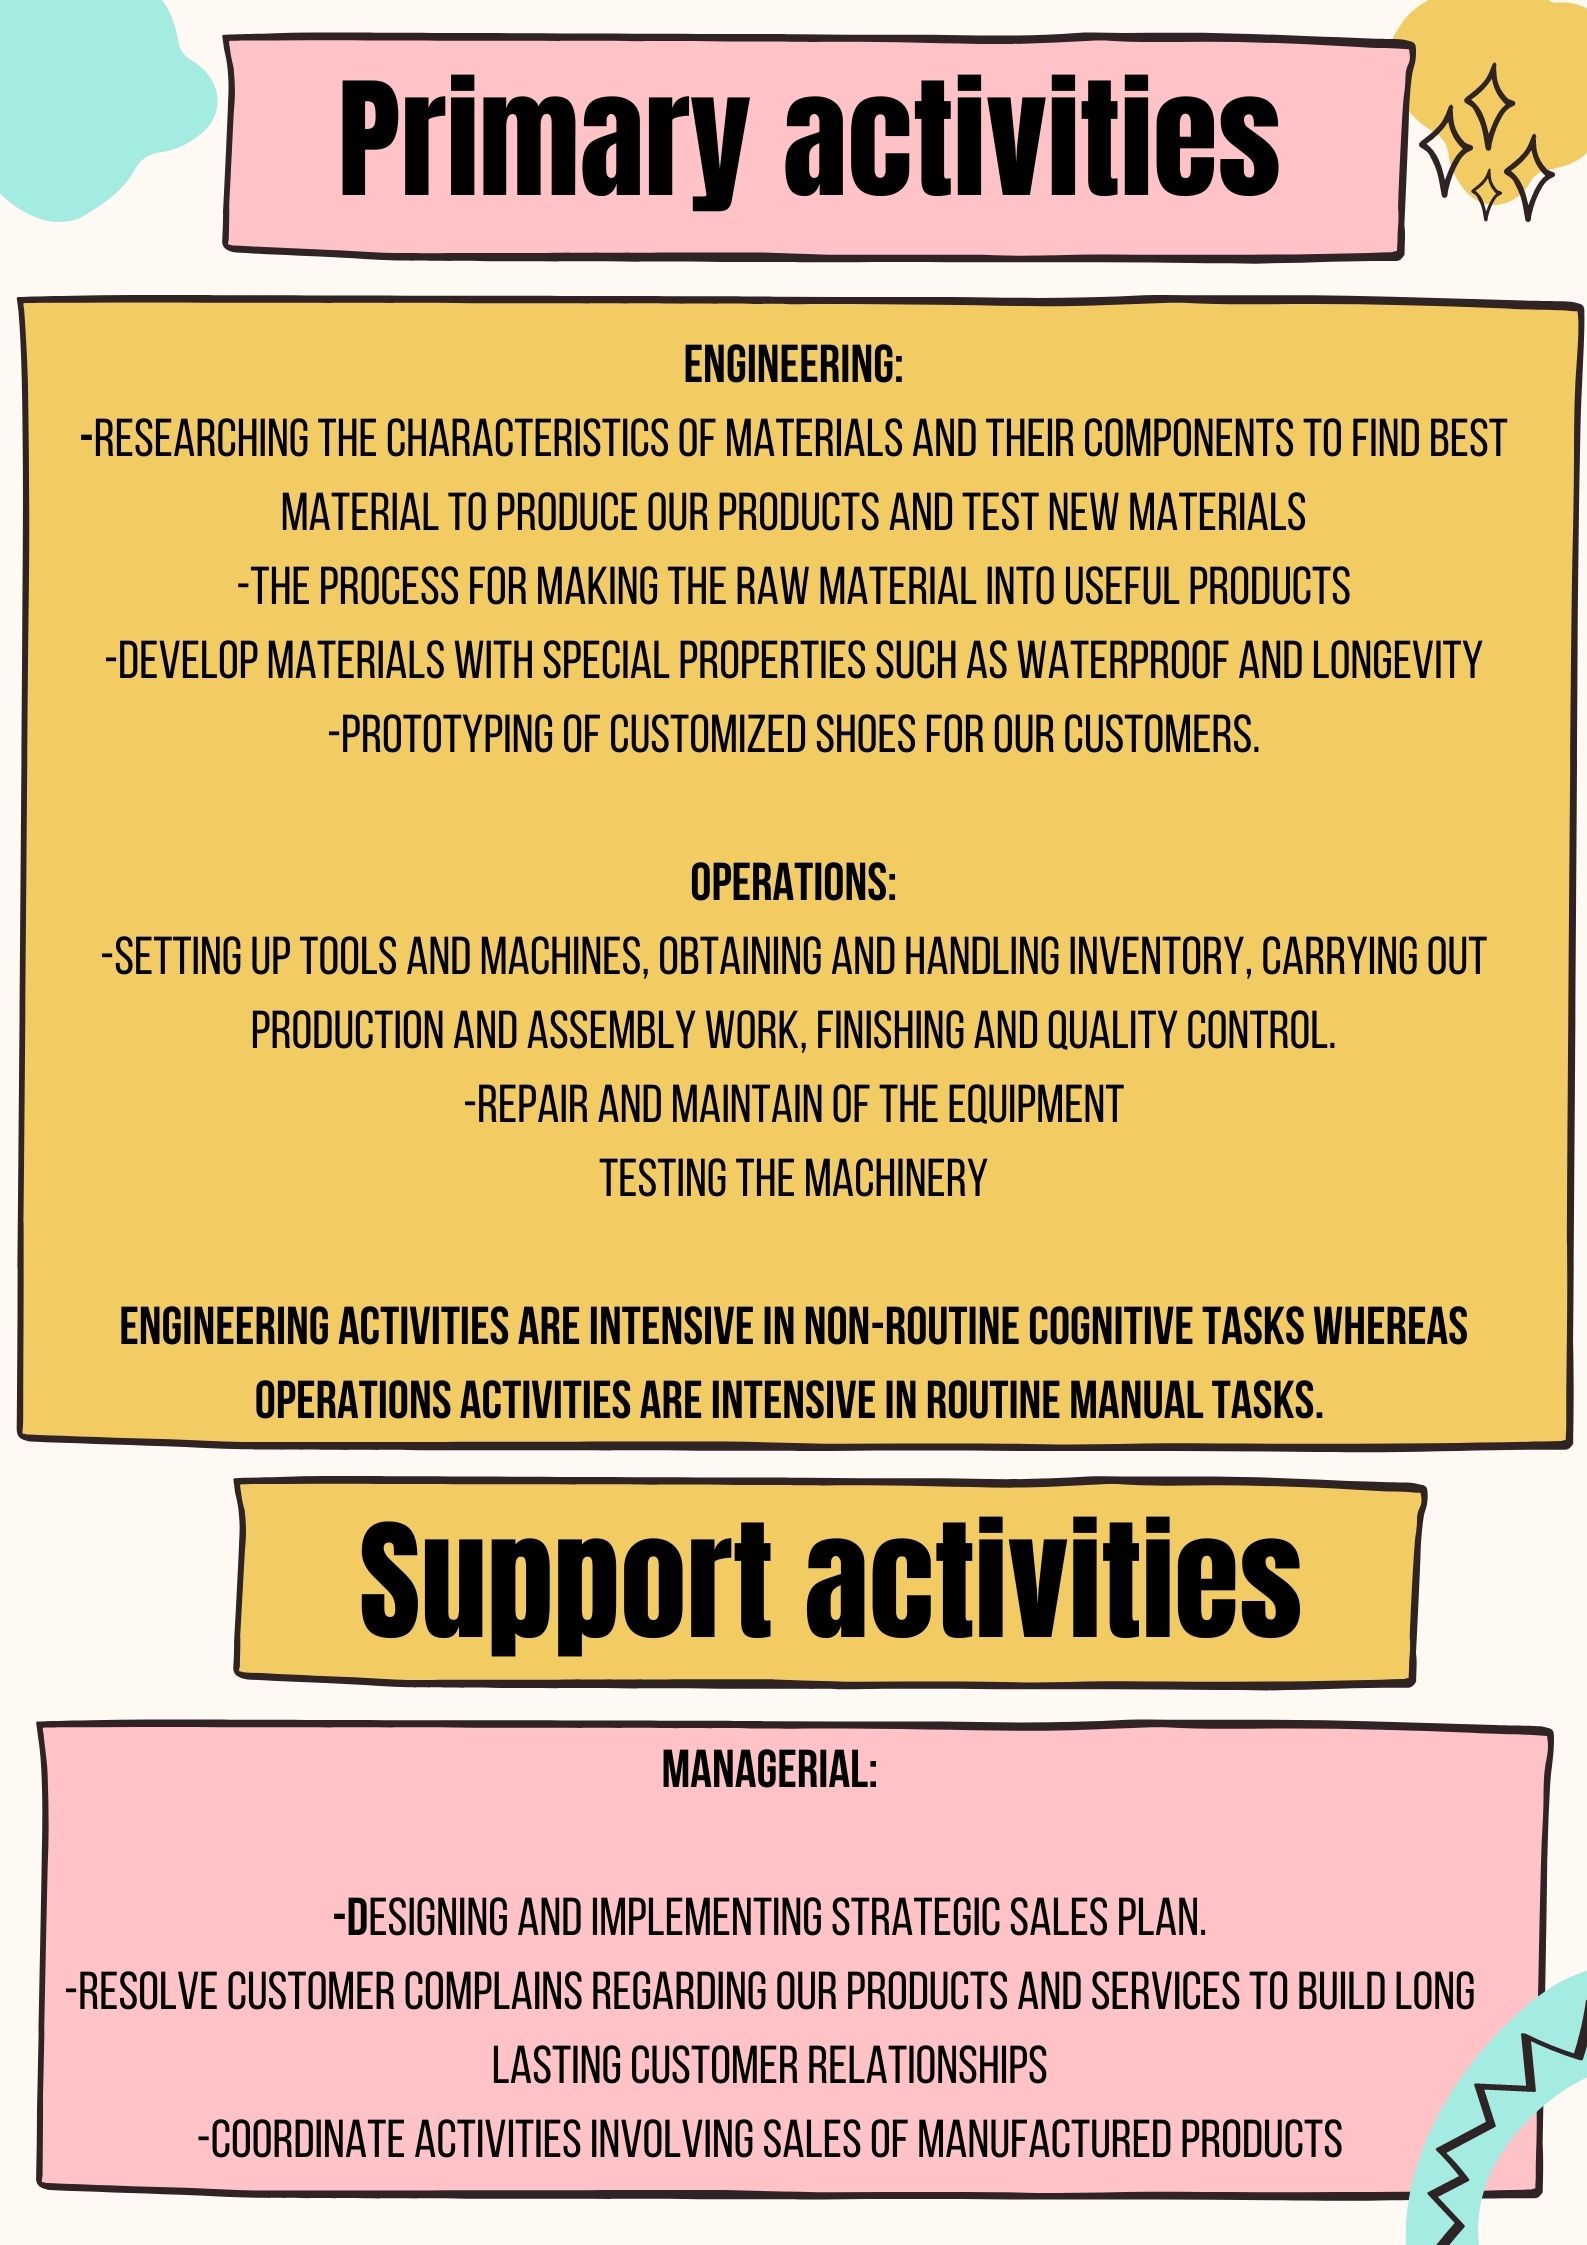 Primary activities
ENGINEERING:
-RESEARCHING THE CHARACTERISTICS OF MATERIALS AND THEIR COMPONENTS TO FIND BEST
MATERIAL TO PRODUCE OUR PRODUCTS AND TEST NEW MATERIALS
-THE PROCESS FOR MAKING THE RAW MATERIAL INTO USEFUL PRODUCTS
-DEVELOP MATERIALS WITH SPECIAL PROPERTIES SUCH AS WATERPROOF AND LONGEVITY
-PROTOTYPING OF CUSTOMIZED SHOES FOR OUR CUSTOMERS.
OPERATIONS:
-SETTING UP TOOLS AND MACHINES, OBTAINING AND HANDLING INVENTORY, CARRYING OUT
PRODUCTION AND ASSEMBLY WORK, FINISHING AND QUALITY CONTROL.
-REPAIR AND MAINTAIN OF THE EQUIPMENT
TESTING THE MACHINERY
ENGINEERING ACTIVITIES ARE INTENSIVE IN NON-ROUTINE COGNITIVE TASKS WHEREAS
OPERATIONS ACTIVITIES ARE INTENSIVE IN ROUTINE MANUAL TASKS.
Support activities
MANAGERIAL:
-DESIGNING AND IMPLEMENTING STRATEGIC SALES PLAN.
-RESOLVE CUSTOMER COMPLAINS REGARDING OUR PRODUCTS AND SERVICES TO BUILD LONG
LASTING CUSTOMER RELATIONSHIPS
-COORDINATE ACTIVITIES INVOLVING SALES OF MANUFACTURED PRODUCTS